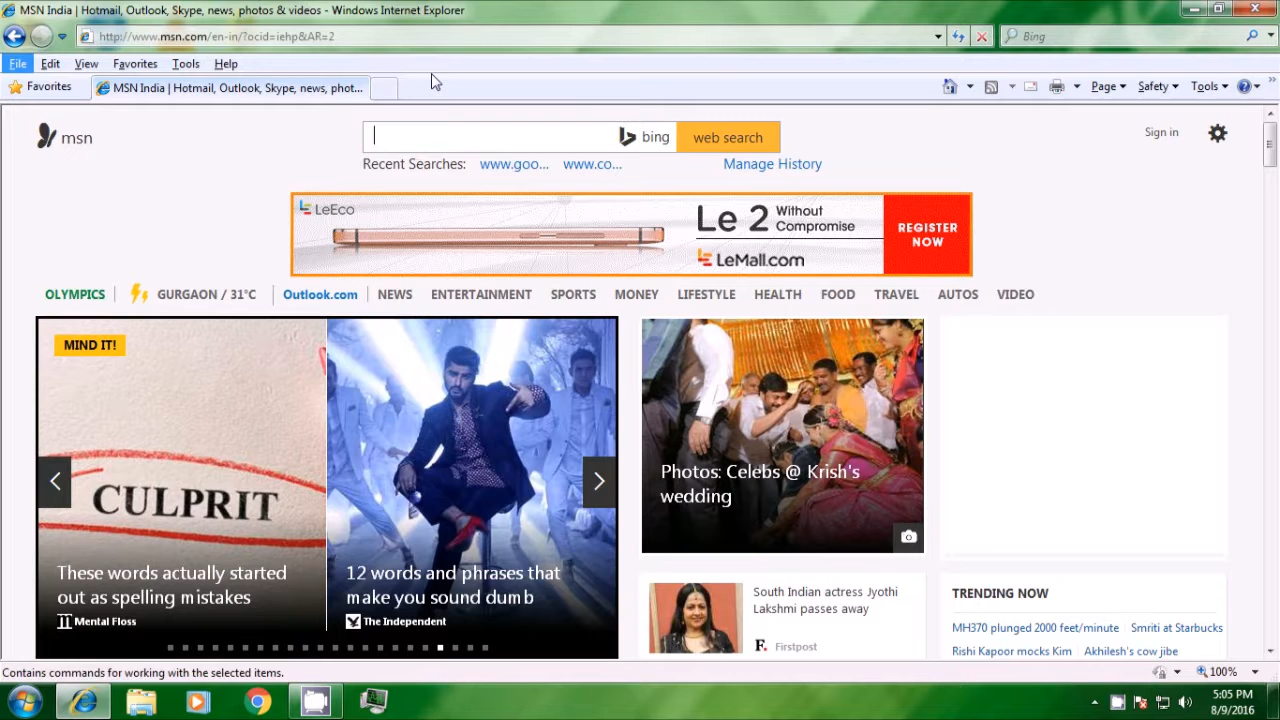 MSN India | Hotmail, Outlook, Skype, news, photos & videos - Windows Internet Explorer
http://www.msn.com/en-in/?ocid=iehp&AR=2
Bing
File Edit View Favorites Tools Help
Favorites
MSN India | Hotmail, Outlook, Skype, news, phot...
Page Safety Tools
msn
bing
web search
Sign in
Recent Searches: www.goo... www.co... Manage History
LeEco
Le 2 Without Compromise
LeMall.com
REGISTER NOW
OLYMPICS GURGAON / 31°C Outlook.com NEWS ENTERTAINMENT SPORTS MONEY LIFESTYLE HEALTH FOOD TRAVEL AUTOS VIDEO
MIND IT!
CULPRIT
These words actually started
out as spelling mistakes
Mental Floss
12 words and phrases that
make you sound dumb
The Independent
Photos: Celebs @ Krish's
wedding
South Indian actress Jyothi
Lakshmi passes away
F. Firstpost
TRENDING NOW
MH370 plunged 2000 feet/minute Smriti at Starbucks
Rishi Kapoor mocks Kim Akhilesh's cow jibe
Contains commands for working with the selected items.
100%
5:05 PM
8/9/2016